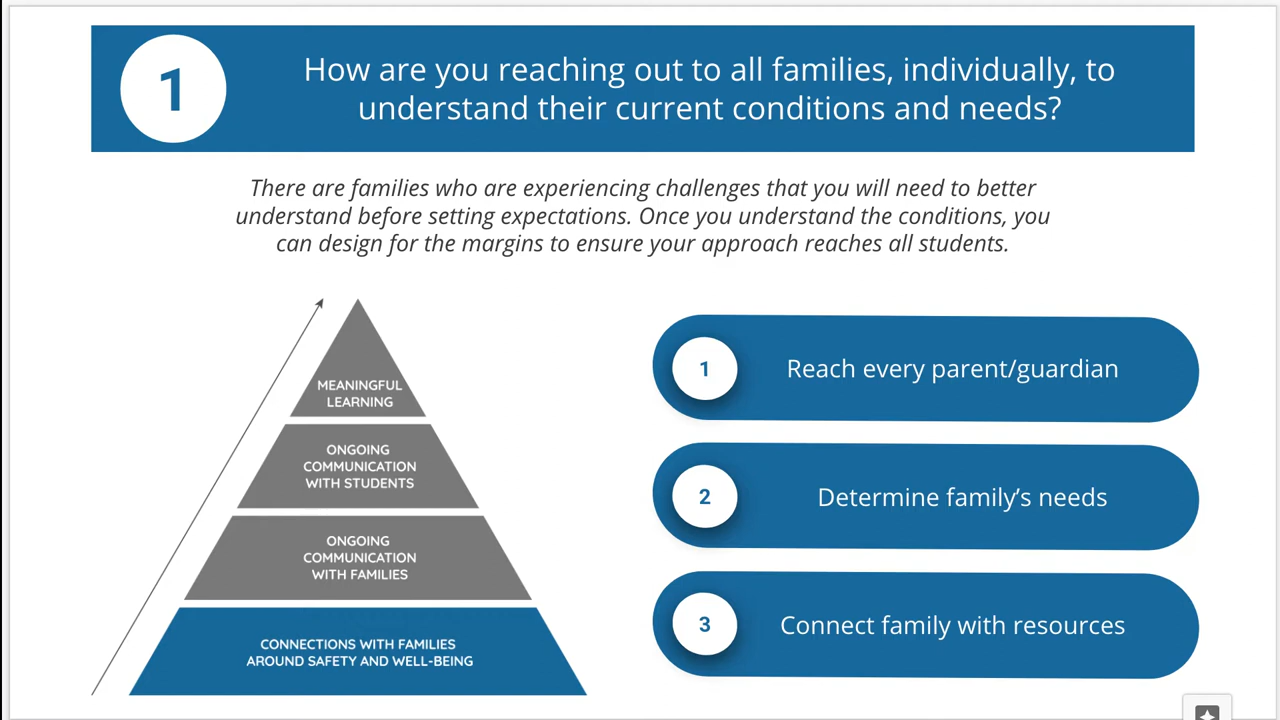 1
How are you reaching out to all families, individually, to
understand their current conditions and needs?
There are families who are experiencing challenges that you will need to better
understand before setting expectations. Once you understand the conditions, you
can design for the margins to ensure your approach reaches all students.
MEANINGFUL
LEARNING
ONGOING
COMMUNICATION
WITH STUDENTS
ONGOING
COMMUNICATION
WITH FAMILIES
CONNECTIONS WITH FAMILIES
AROUND SAFETY AND WELL-BEING
1 Reach every parent/guardian
2 Determine family’s needs
3 Connect family with resources